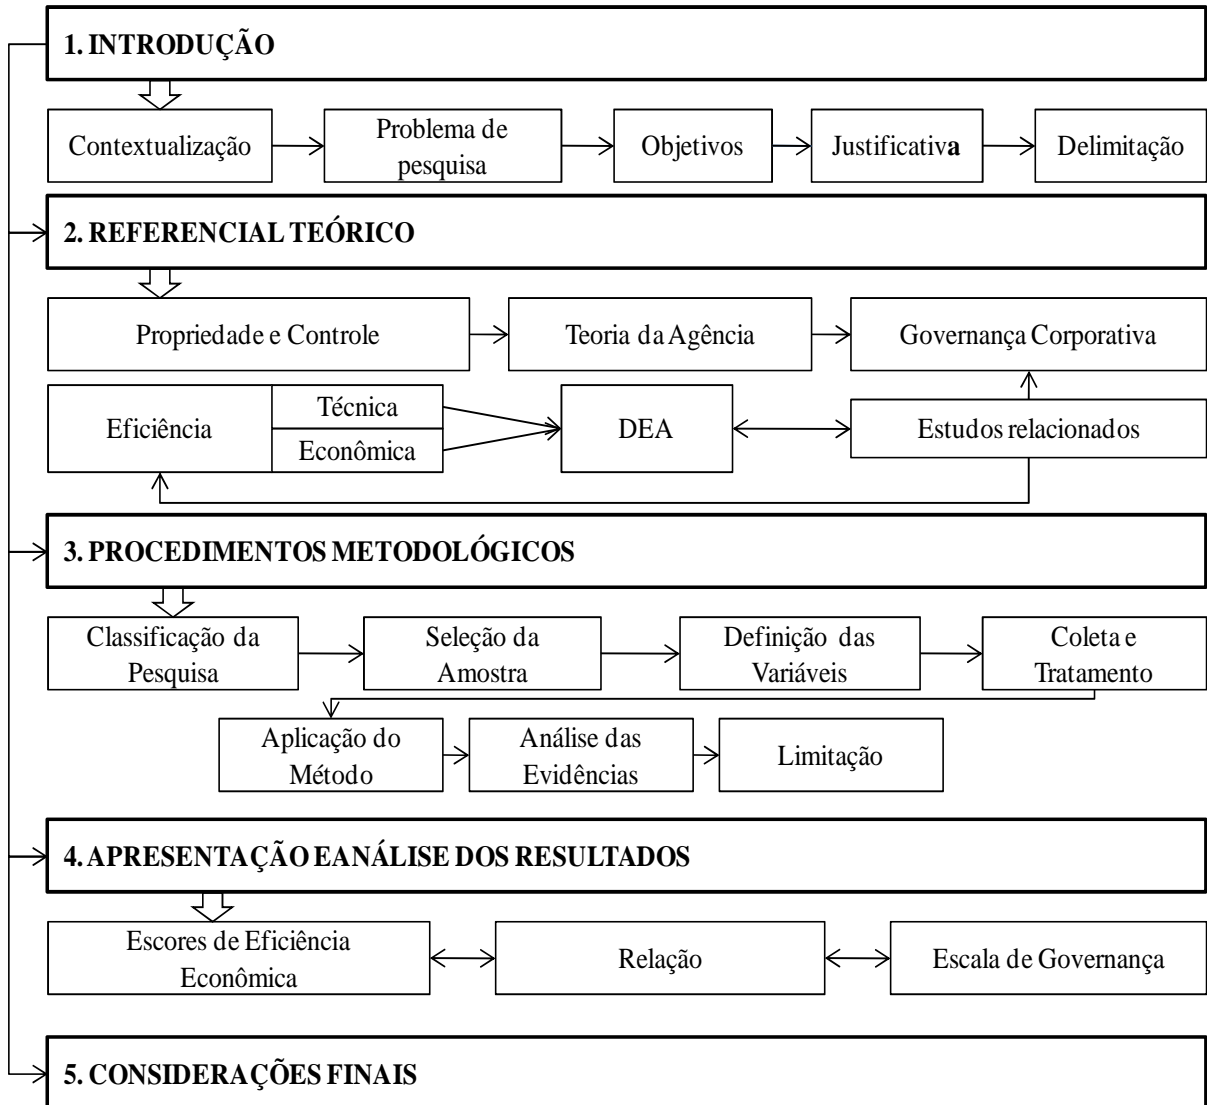 1. INTRODUÇÃO
Contextualização
Problema de
pesquisa
Objetivos
Justificativa
Delimitação
2. REFERENCIAL TEÓRICO
Propriedade e Controle
Teoria da Agência
Governança Corporativa
Eficiência
Técnica
Econômica
DEA
Estudos relacionados
3. PROCEDIMENTOS METODOLÓGICOS
Classificação da
Pesquisa
Seleção da
Amostra
Definição das
Variáveis
Coleta e
Tratamento
Aplicação do
Método
Análise das
Evidências
Limitação
4. APRESENTAÇÃO EANÁLISE DOS RESULTADOS
Escores de Eficiência
Econômica
Relação
Escala de Governança
5. CONSIDERAÇÕES FINAIS